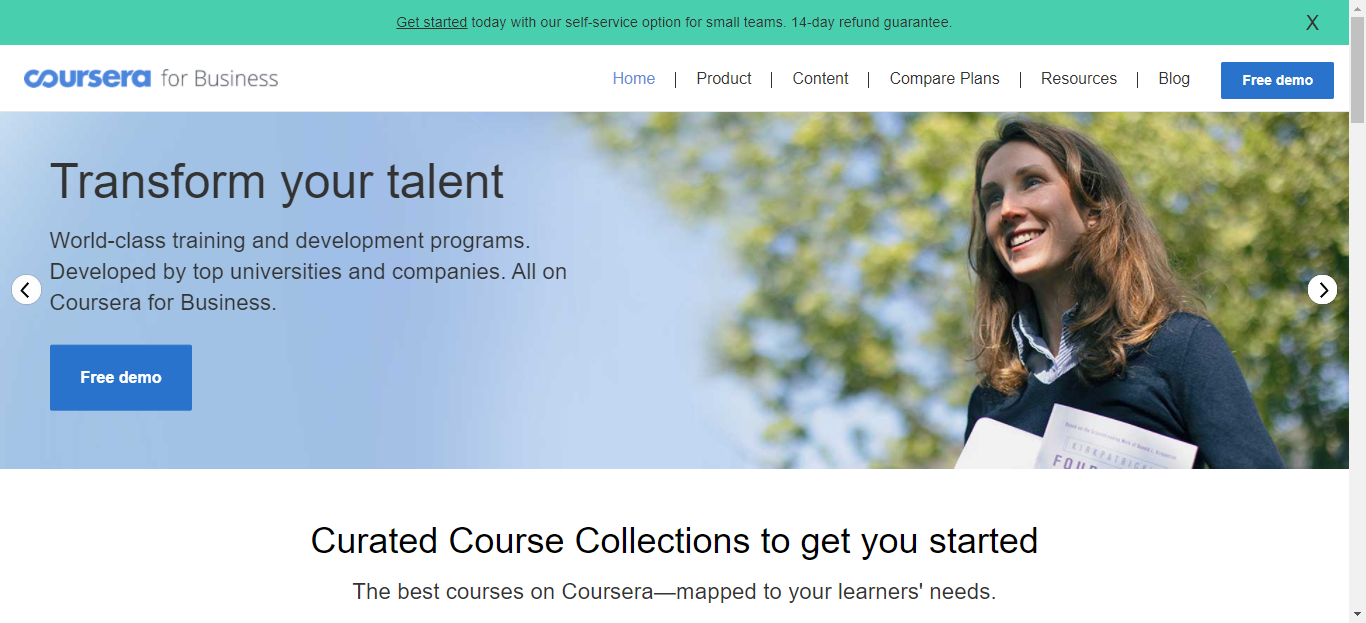 Get started today with our self-service option for small teams. 14-day refund guarantee.
X
coursera for Business
Home | Product | Content | Compare Plans | Resources | Blog
Free demo
Transform your talent
World-class training and development programs.
Developed by top universities and companies. All on
Coursera for Business.
Free demo
KIRKPATRICK
FOUR
Curated Course Collections to get you started
The best courses on Coursera—mapped to your learners' needs.